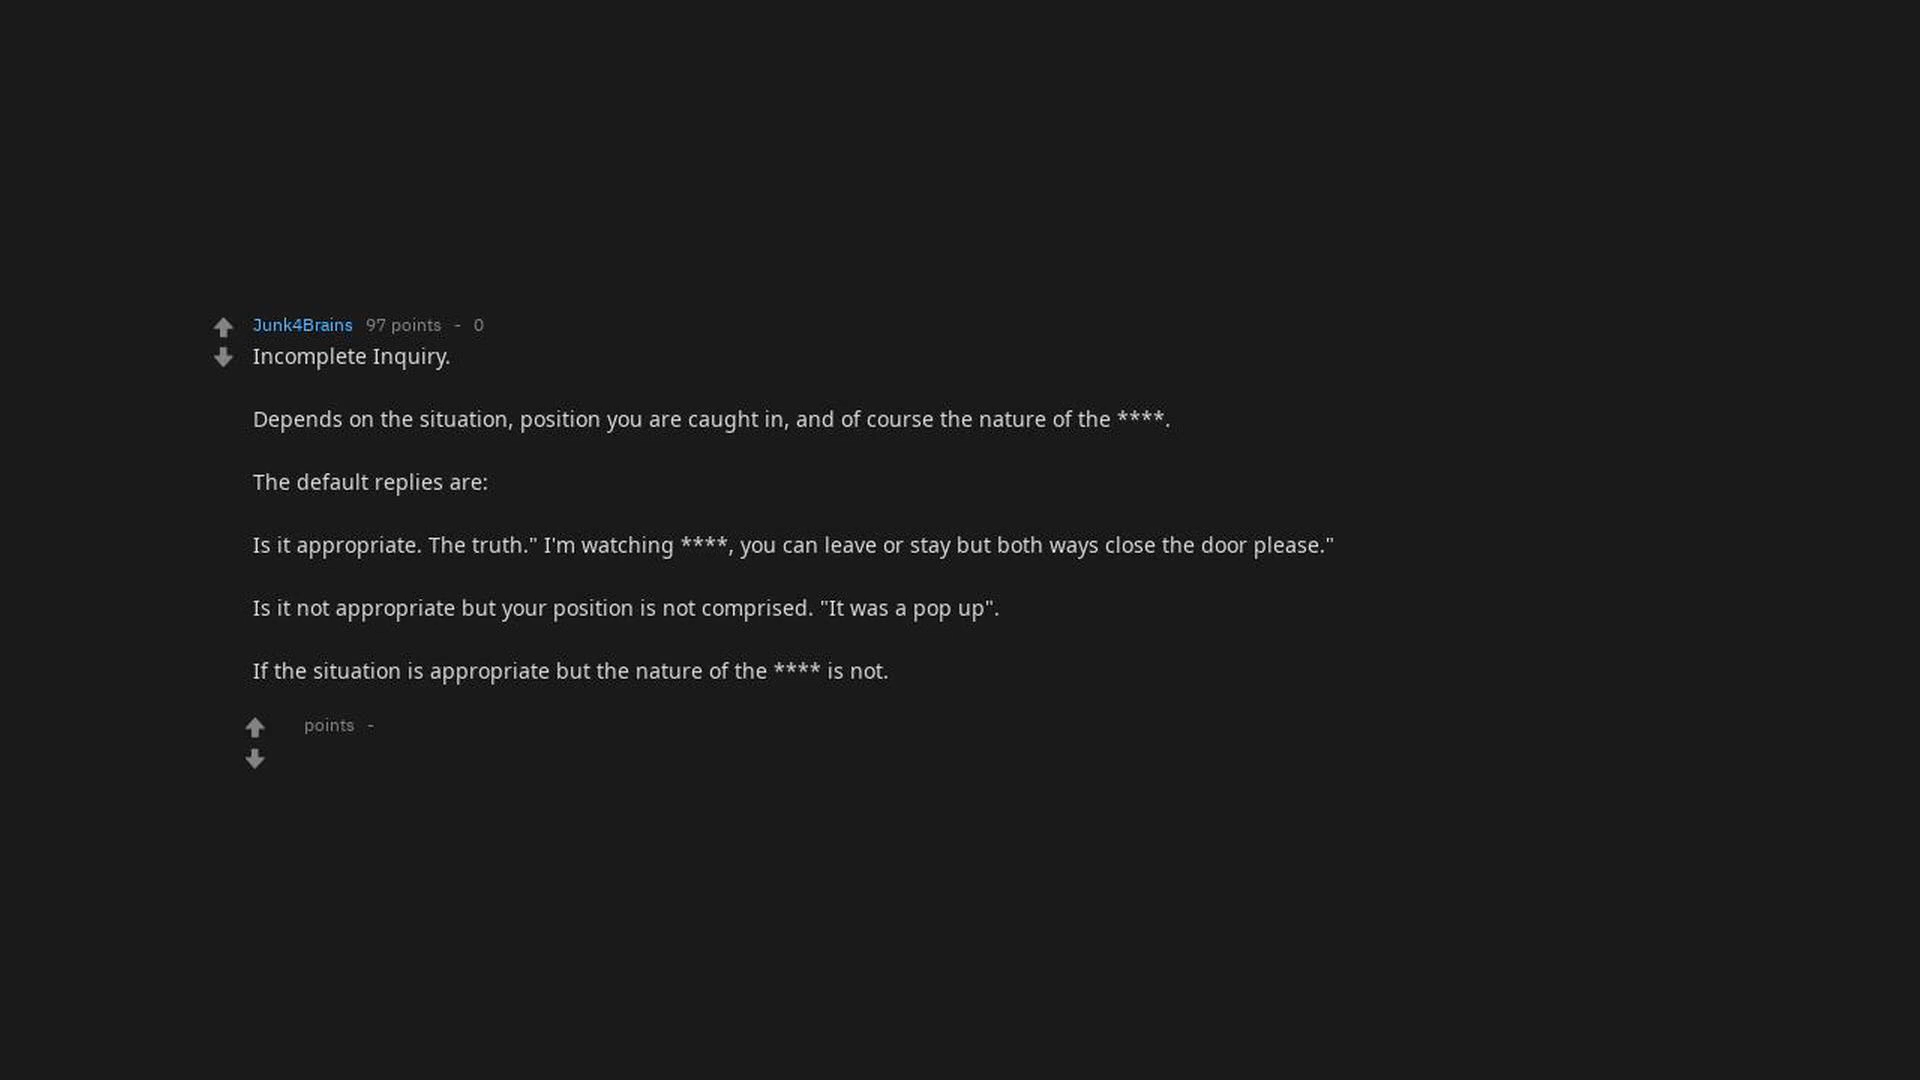 Junk4Brains 97 points - 0
Incomplete Inquiry.
Depends on the situation, position you are caught in, and of course the nature of the ****.
The default replies are:
Is it appropriate. The truth." I'm watching ****, you can leave or stay but both ways close the door please."
Is it not appropriate but your position is not comprised. "It was a pop up".
If the situation is appropriate but the nature of the **** is not.
points -